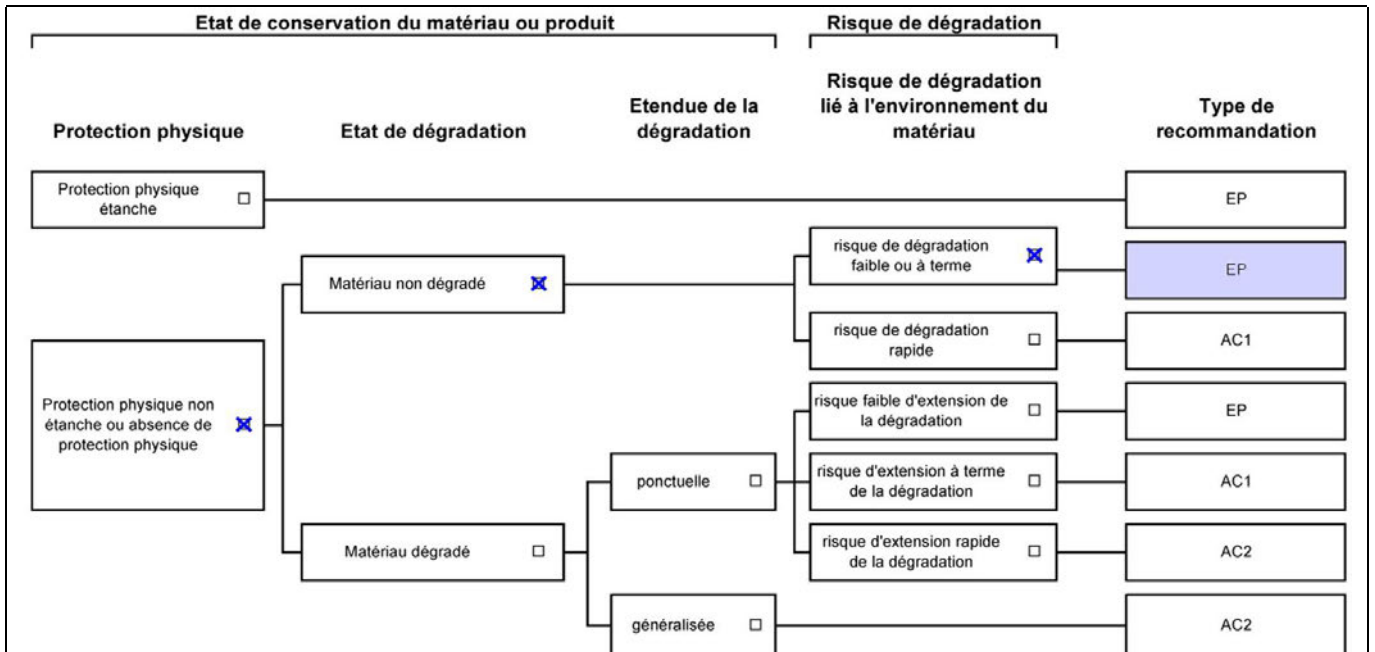 Etat de conservation du matériau ou produit
Risque de dégradation
Protection physique
Etat de dégradation
Etendue de la
dégradation
Risque de dégradation
lié à l'environnement du
matériau
Type de
recommandation
Protection physique
étanche
EP
risque de dégradation
faible ou à terme
EP
Matériau non dégradé
risque de dégradation
rapide
AC1
Protection physique non
étanche ou absence de
protection physique
risque faible d'extension de
la dégradation
EP
ponctuelle
risque d'extension à terme
de la dégradation
AC1
Matériau dégradé
risque d'extension rapide
de la dégradation
AC2
généralisée
AC2